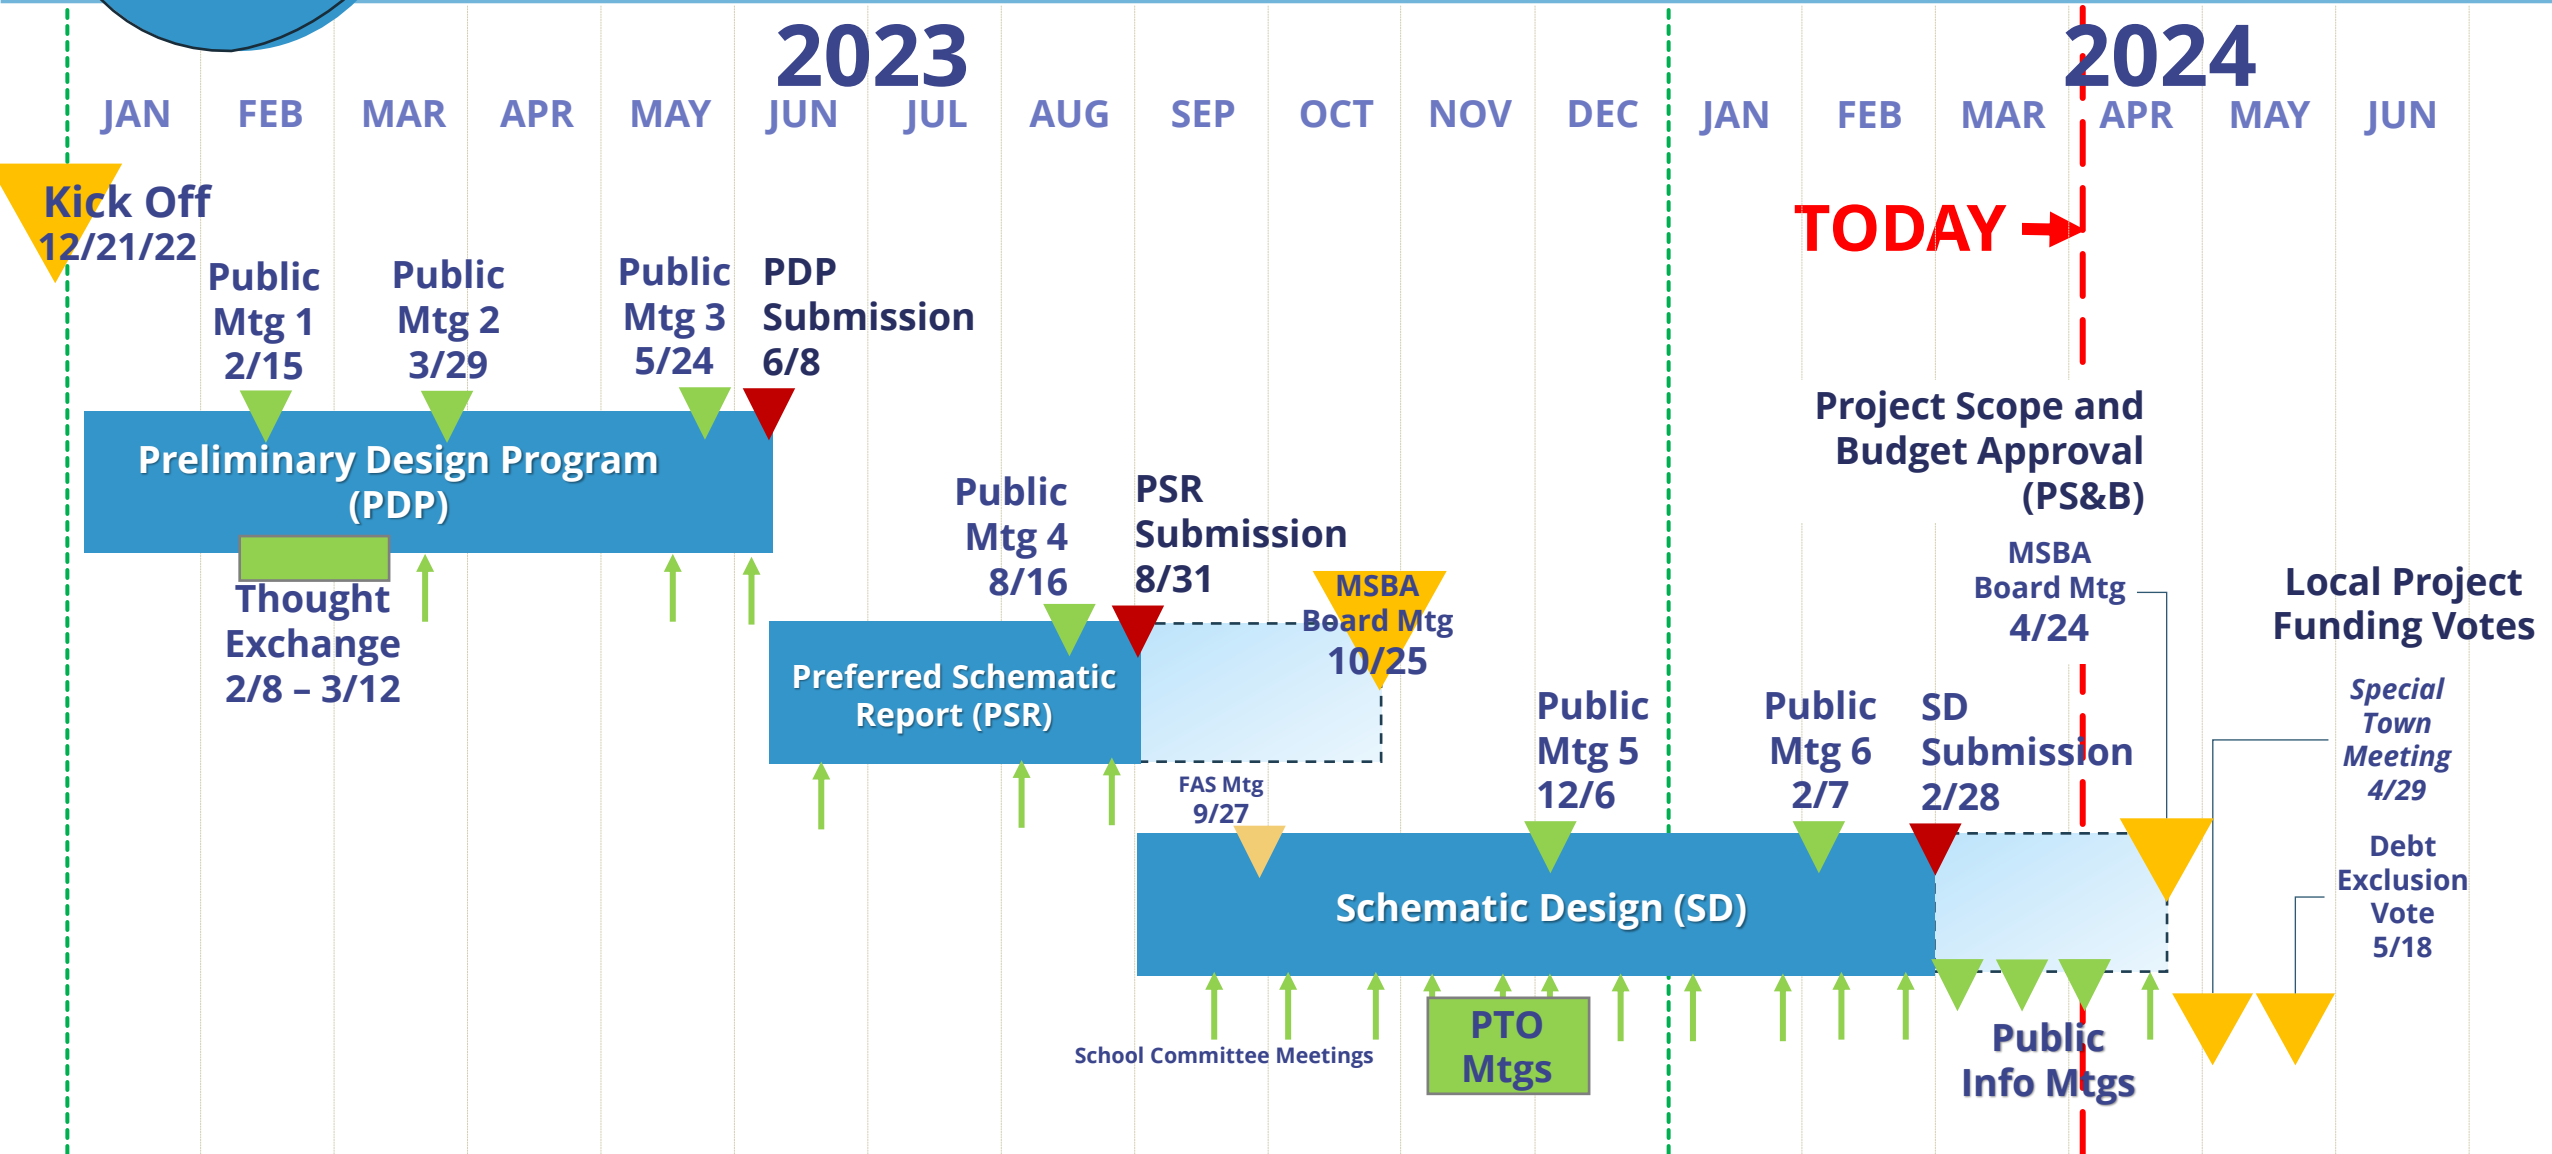 2023
2024
JAN FEB MAR APR MAY JUN JUL AUG SEP OCT NOV DEC JAN FEB MAR APR MAY JUN
Kick Off
12/21/22
TODAY
Public
Mtg 1
2/15
Public
Mtg 2
3/29
Public
Mtg 3
5/24
PDP
Submission
6/8
Preliminary Design Program
(PDP)
Thought
Exchange
2/8 – 3/12
Public
Mtg 4
8/16
PSR
Submission
8/31
MSBA
Board Mtg
10/25
Preferred Schematic
Report (PSR)
FAS Mtg
9/27
Public
Mtg 5
12/6
Public
Mtg 6
2/7
SD
Submission
2/28
Project Scope and
Budget Approval
(PS&B)
MSBA
Board Mtg
4/24
Local Project
Funding Votes
Special
Town
Meeting
4/29
Debt
Exclusion
Vote
5/18
Schematic Design (SD)
School Committee Meetings
PTO
Mtgs
Public
Info Mtgs